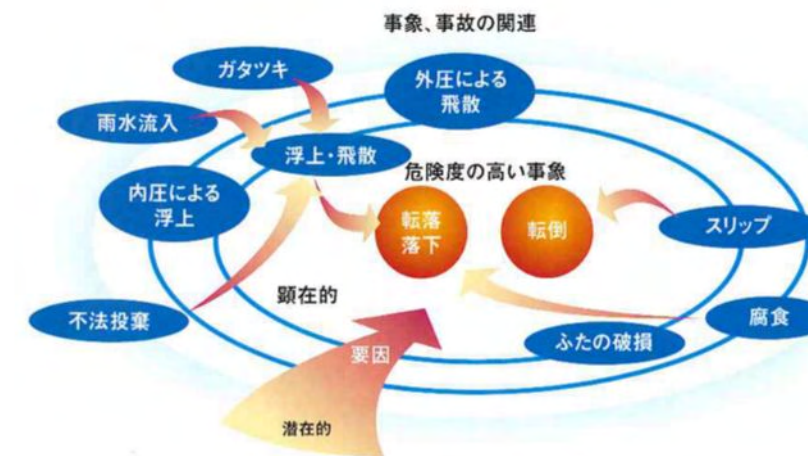 事象、事故の関連
ガタツキ
外圧による
飛散
雨水流入
浮上・飛散
危険度の高い事象
内圧による
浮上
転落
落下
転倒
スリップ
顕在的
不法投棄
腐食
ふたの破損
要因
潜在的